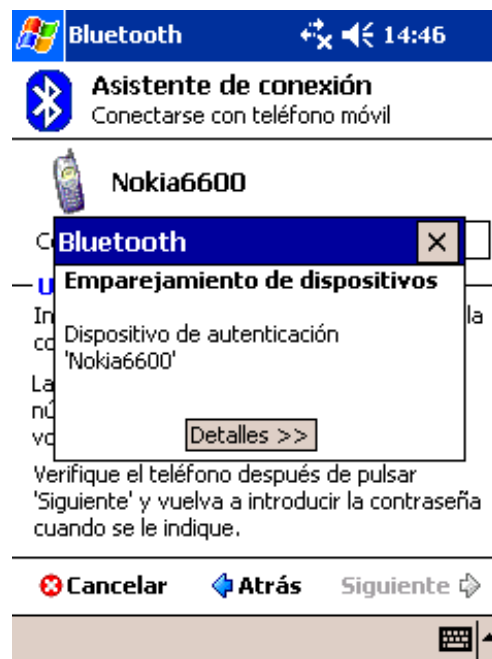 Bluetooth 14:46
Asistente de conexión
Conectarse con teléfono móvil
Nokia6600
Bluetooth
Emparejamiento de dispositivos
la
Dispositivo de autenticación
'Nokia6600'
Detalles >>
Verifique el teléfono después de pulsar
'Siguiente' y vuelva a introducir la contraseña
cuando se le indique.
Cancelar Atrás Siguiente